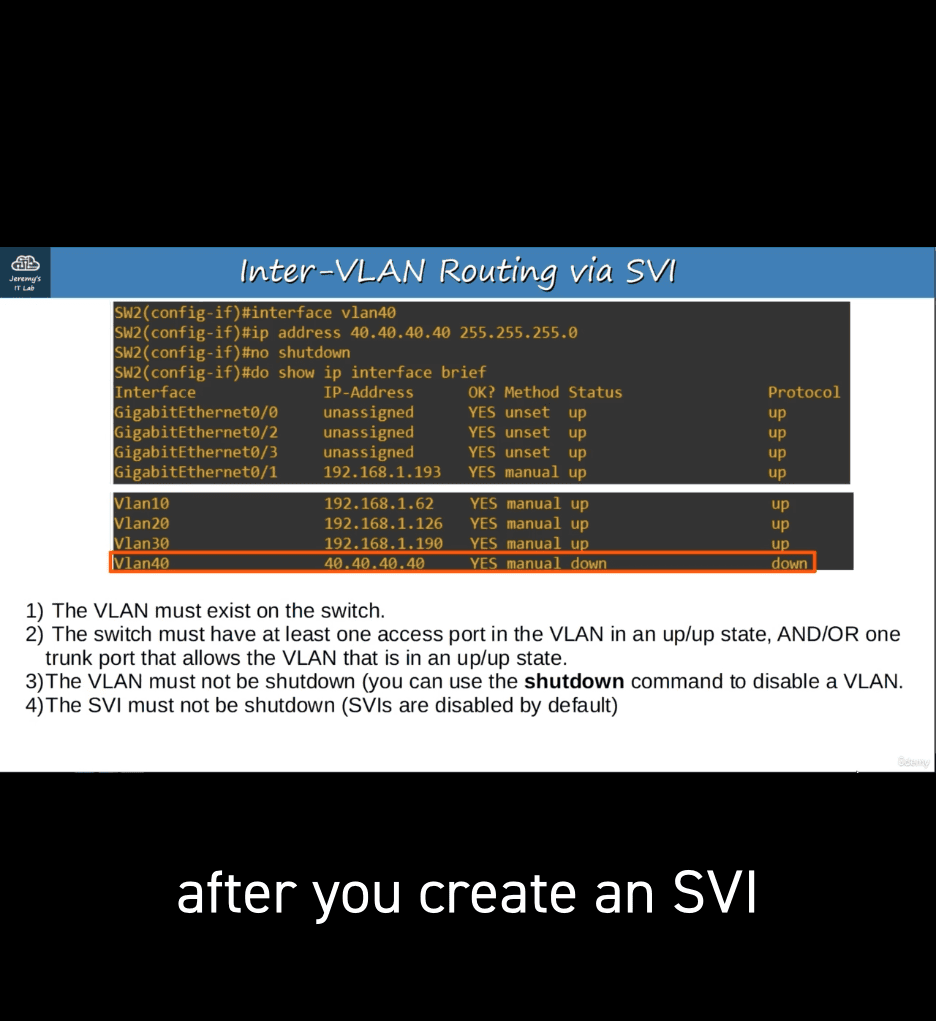 Jeremy's
IT Lab
Inter-VLAN Routing via SVI
SW2(config-if)#interface vlan40
SW2(config-if)#ip address 40.40.40.40 255.255.255.0
SW2(config-if)#no shutdown
SW2(config-if)#do show ip interface brief
Interface IP-Address OK? Method Status Protocol
GigabitEthernet0/0 unassigned YES unset up up
GigabitEthernet0/2 unassigned YES unset up up
GigabitEthernet0/3 unassigned YES unset up up
GigabitEthernet0/1 192.168.1.193 YES manual up up
Vlan10 192.168.1.62 YES manual up up
Vlan20 192.168.1.126 YES manual up up
Vlan30 192.168.1.190 YES manual up up
Vlan40 40.40.40.40 YES manual down down
1) The VLAN must exist on the switch.
2) The switch must have at least one access port in the VLAN in an up/up state, AND/OR one
trunk port that allows the VLAN that is in an up/up state.
3)The VLAN must not be shutdown (you can use the shutdown command to disable a VLAN.
4)The SVI must not be shutdown (SVIs are disabled by default)
Udemy
after you create an SVI